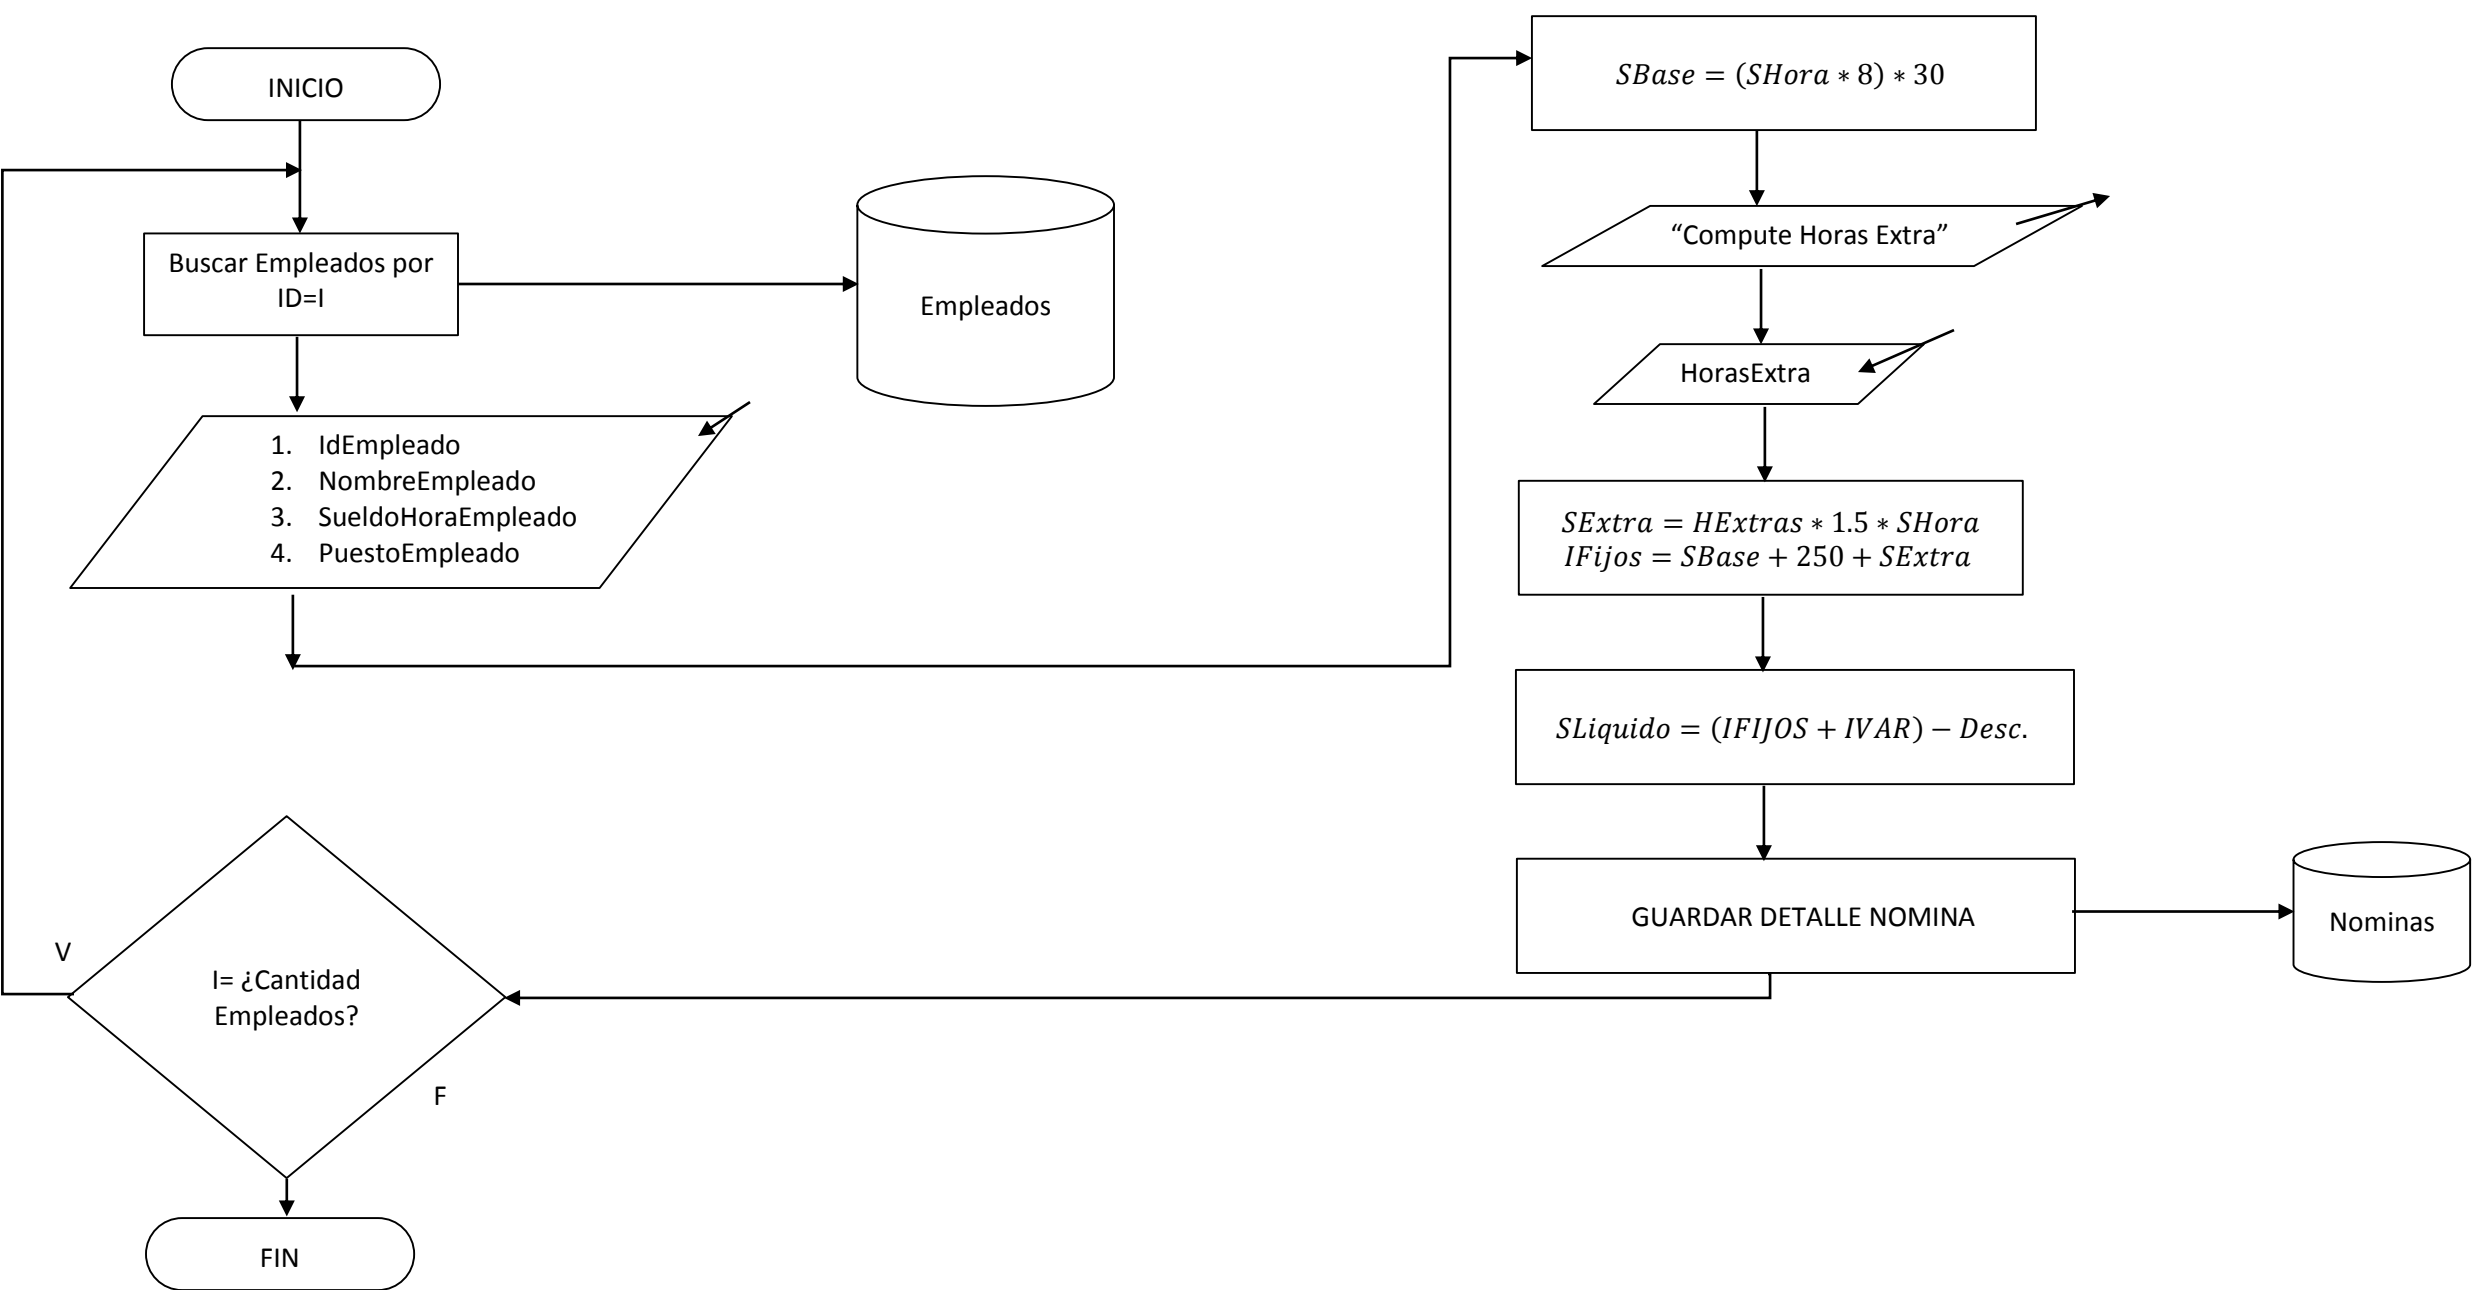 INICIO
Buscar Empleados por
ID=I
Empleados
1. IdEmpleado
2. NombreEmpleado
3. SueldoHoraEmpleado
4. PuestoEmpleado
SBase = (SHora ∗ 8) ∗ 30
“Compute Horas Extra”
HorasExtra
SExtra = HExtras ∗ 1.5 ∗ SHora
IFijos = SBase + 250 + SExtra
SLiquido = (IFIJOS + IVAR) − Desc.
GUARDAR DETALLE NOMINA
Nominas
V
I= ¿Cantidad
Empleados?
F
FIN